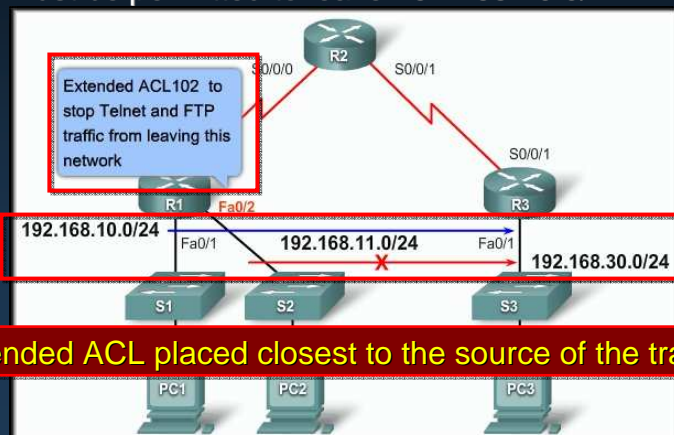 R2
S0/0/0
S0/0/1
Extended ACL102 to
stop Telnet and FTP
traffic from leaving this
network
S0/0/1
R1
Fa0/2
R3
192.168.10.0/24
Fa0/1
192.168.11.0/24
Fa0/1
192.168.30.0/24
X
S1
S2
S3
ended ACL placed closest to the source of the tra
PC1
PC2
PC3